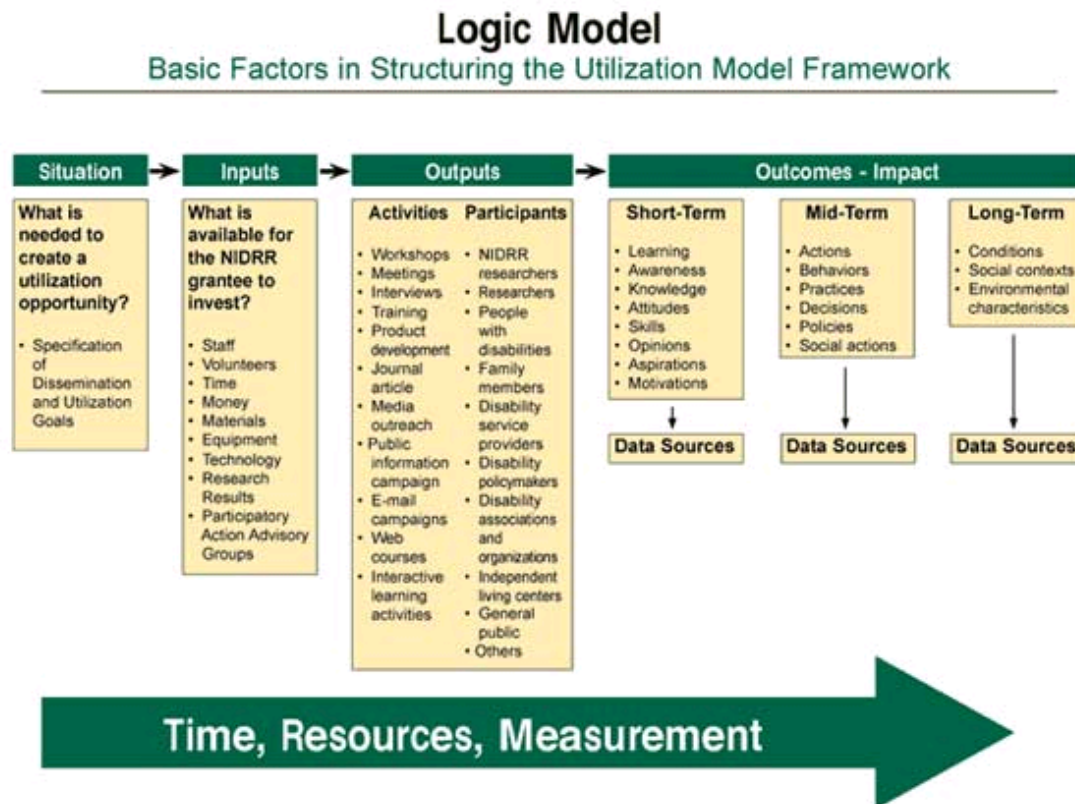 Logic Model
Basic Factors in Structuring the Utilization Model Framework
Situation
What is
needed to
create a
utilization
opportunity?
• Specification
of
Dissemination
and Utilization
Goals
Inputs
What is
available for
the NIDRR
grantee to
invest?
• Staff
• Volunteers
• Time
• Money
• Materials
• Equipment
• Technology
• Research
Results
• Participatory
Action Advisory
Groups
Outputs
Activities
• Workshops
• Meetings
• Interviews
• Training
• Product
development
• Journal
article
• Media
outreach
• Public
information
campaign
• E-mail
campaigns
• Web
courses
• Interactive
learning
activities
Participants
• NIDRR
researchers
• Researchers
• People
with
disabilities
• Family
members
• Disability
service
providers
• Disability
policymakers
• Disability
associations
and
organizations
• Independent
living centers
• General
public
• Others
Outcomes - Impact
Short-Term
• Learning
• Awareness
• Knowledge
• Attitudes
• Skills
• Opinions
• Aspirations
• Motivations
Data Sources
Mid-Term
• Actions
• Behaviors
• Practices
• Decisions
• Policies
• Social actions
Data Sources
Long-Term
• Conditions
• Social contexts
• Environmental
characteristics
Data Sources
Time, Resources, Measurement